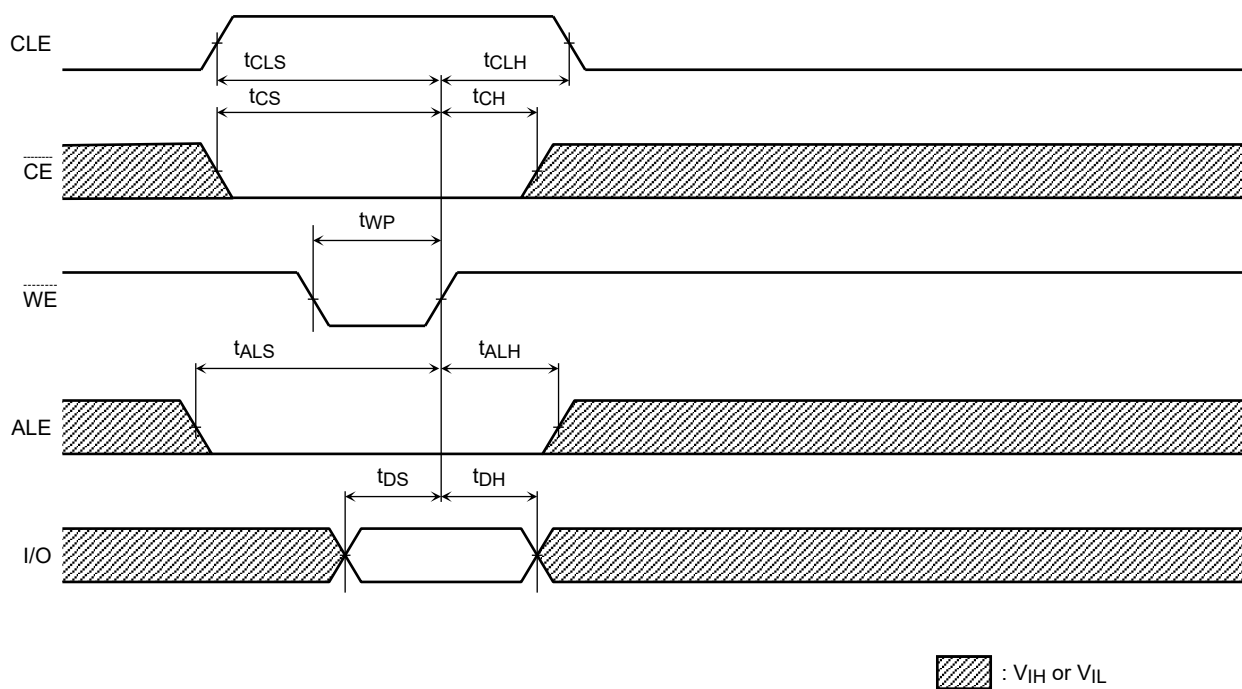 CLE
tCLS
tCLH
tCS
tCH
CE
tWP
WE
tALS
tALH
ALE
tDS
tDH
I/O
: VIH or VIL